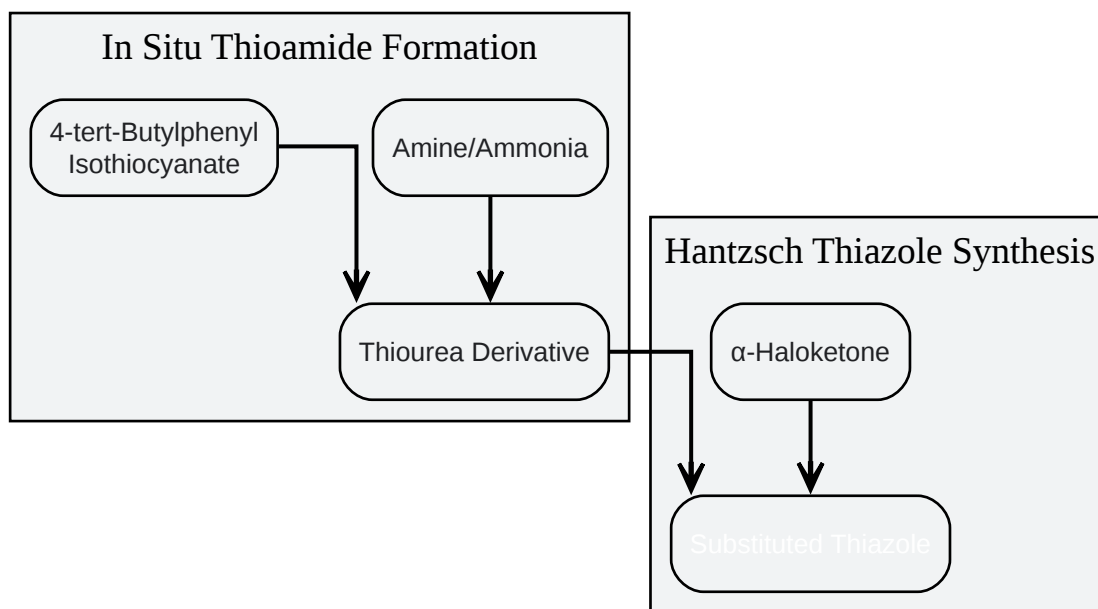 In Situ Thioamide Formation
4-tert-Butylphenyl
Isothiocyanate
Amine/Ammonia
Thiourea Derivative
Hantzsch Thiazole Synthesis
α-Haloketone
Substituted Thiazole